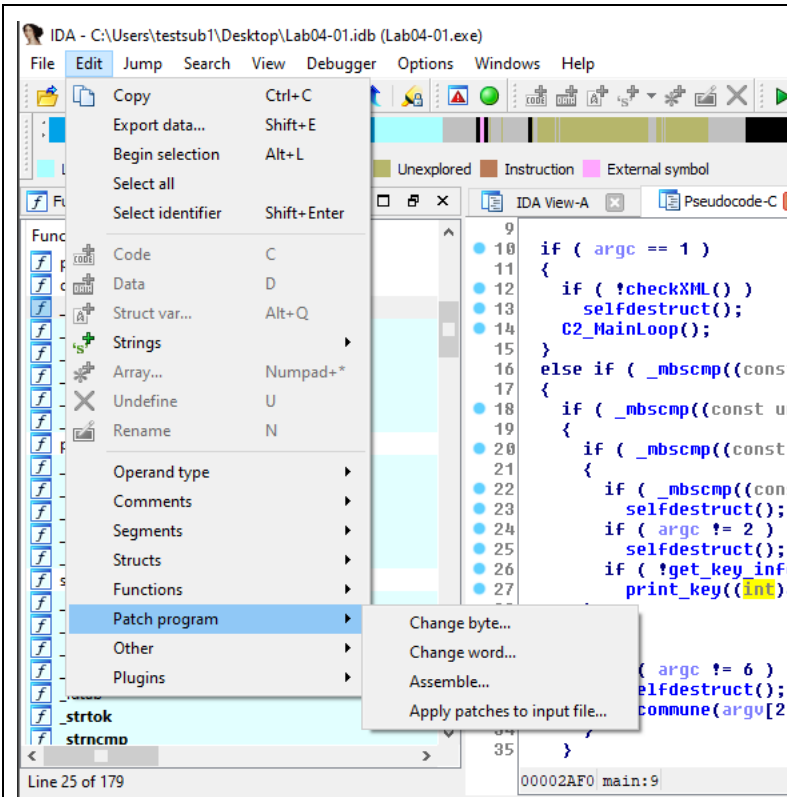 IDA - C:\Users\testsub1\Desktop\Lab04-01.idb (Lab04-01.exe)
File Edit Jump Search View Debugger Options Windows Help
Copy Ctrl+C
Export data... Shift+E
Begin selection Alt+L
Select all
Select identifier Shift+Enter
Code C
Data D
Struct var... Alt+Q
Strings
Array... Numpad+*
Undefine U
Rename N
Operand type
Comments
Segments
Structs
Functions
Patch program
Other
Plugins
Change byte...
Change word...
Assemble...
Apply patches to input file...
Unexplored Instruction External symbol
Func
_strtok
strncmp
Line 25 of 179
IDA View-A Pseudocode-C
9
10 if ( argc == 1 )
11 {
12 if ( !checkXML() )
13 selfdestruct();
14 C2_MainLoop();
15 }
16 else if ( _mbscmp((cons
17 {
18 if ( _mbscmp((const u
19 {
20 if ( _mbscmp((const
21 {
22 if ( _mbscmp((con
23 selfdestruct();
24 if ( argc != 2 )
25 selfdestruct();
26 if ( !get_key_inf
27 print_key((int)
( argc != 6 )
elfdestruct();
commune(argv[2
}
35 }
00002AF0 main:9